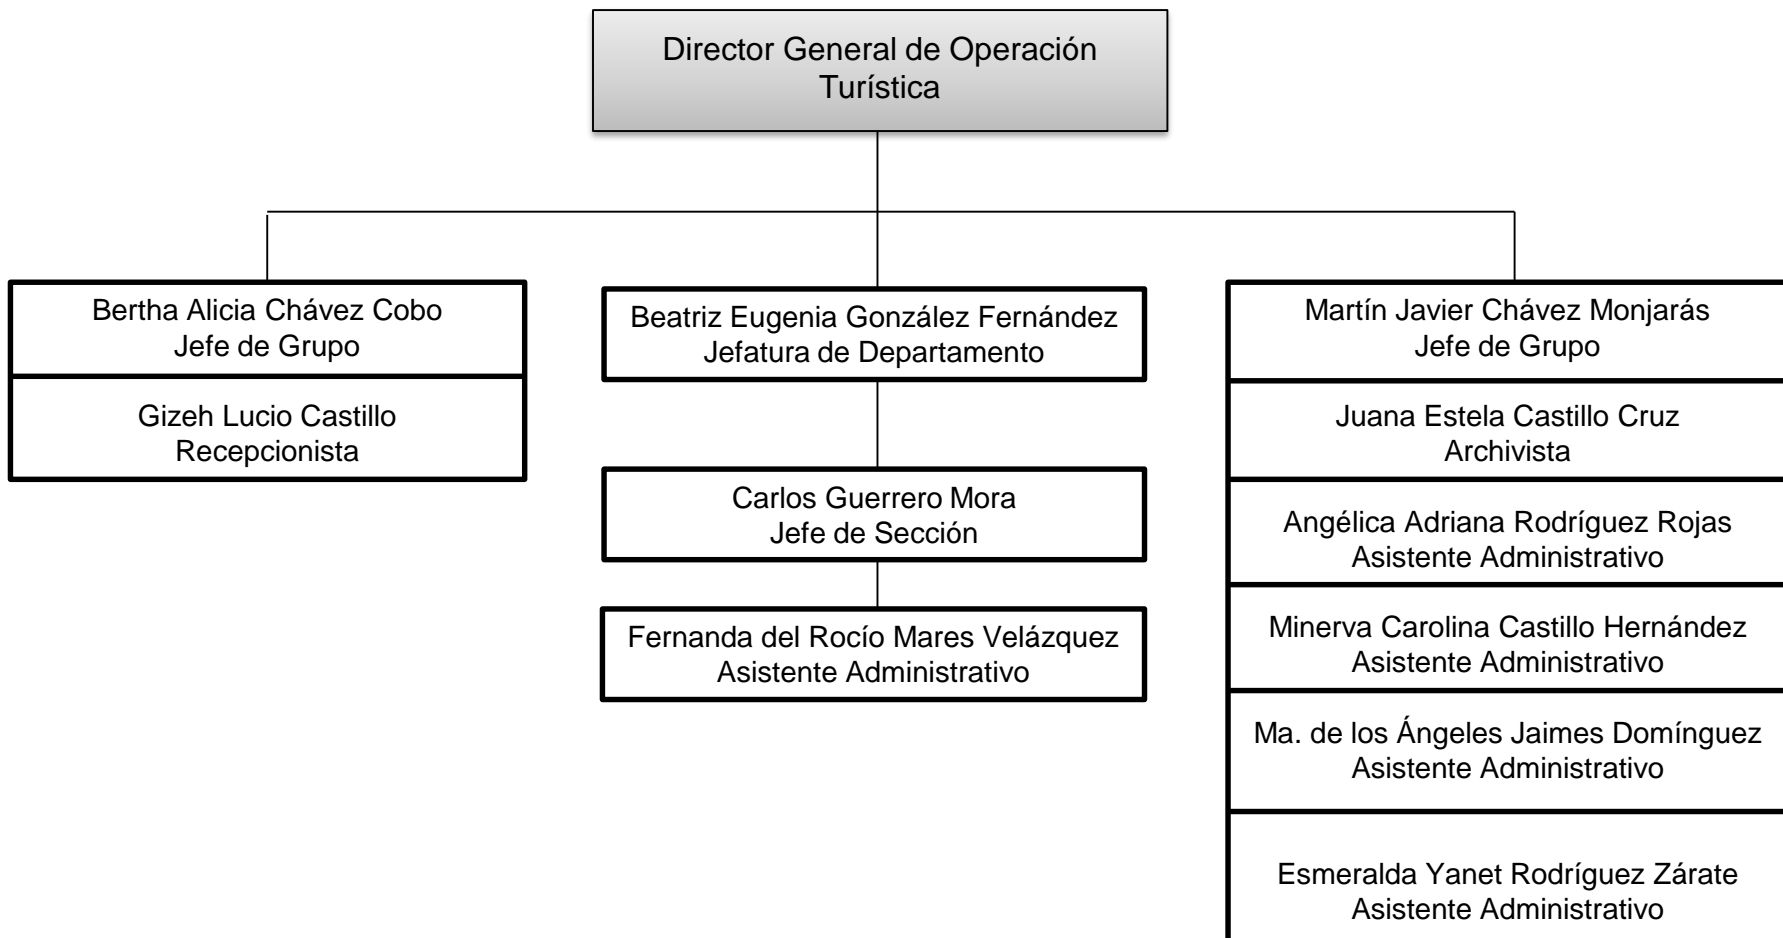 Director General de Operación
Turística
Bertha Alicia Chávez Cobo
Jefe de Grupo
Gizeh Lucio Castillo
Recepcionista
Beatriz Eugenia González Fernández
Jefatura de Departamento
Carlos Guerrero Mora
Jefe de Sección
Fernanda del Rocío Mares Velázquez
Asistente Administrativo
Martín Javier Chávez Monjarás
Jefe de Grupo
Juana Estela Castillo Cruz
Archivista
Angélica Adriana Rodríguez Rojas
Asistente Administrativo
Minerva Carolina Castillo Hernández
Asistente Administrativo
Ma. de los Ángeles Jaimes Domínguez
Asistente Administrativo
Esmeralda Yanet Rodríguez Zárate
Asistente Administrativo